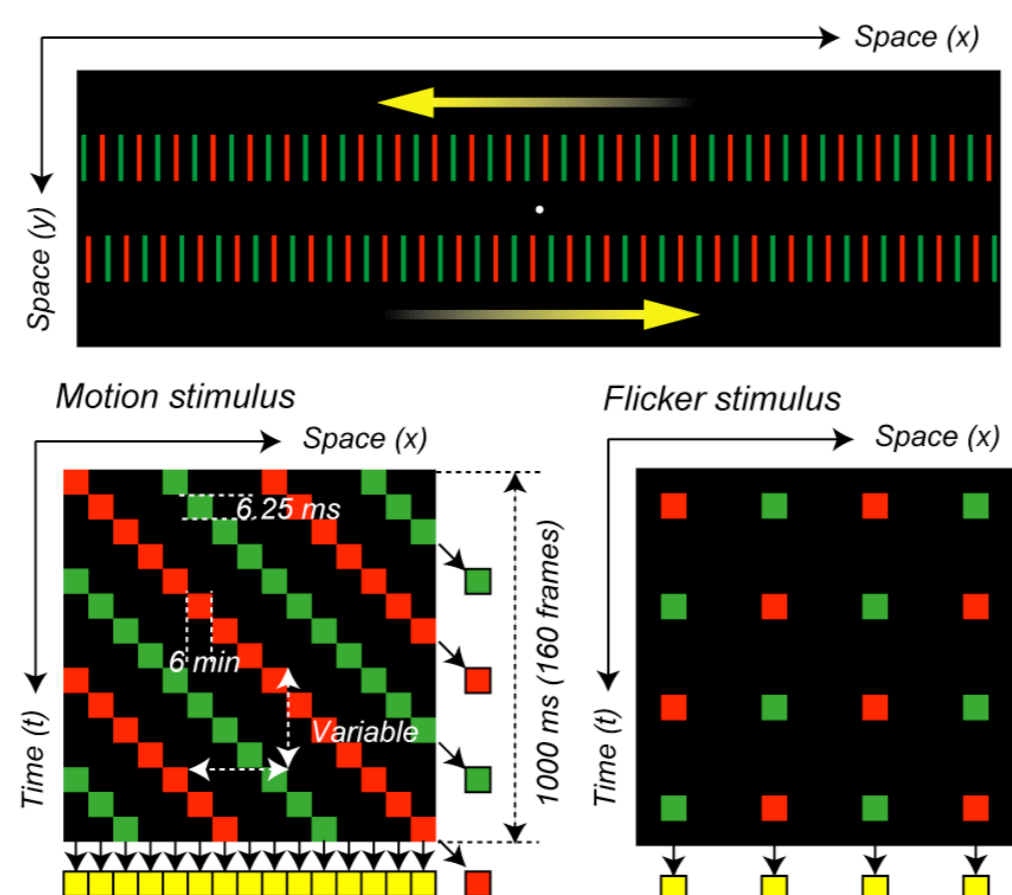 Space (x)
Space (y)
Motion stimulus
Flicker stimulus
Space (x)
Space (x)
6.25 ms
6 min
Variable
Time (t)
1000 ms (160 frames)
Time (t)